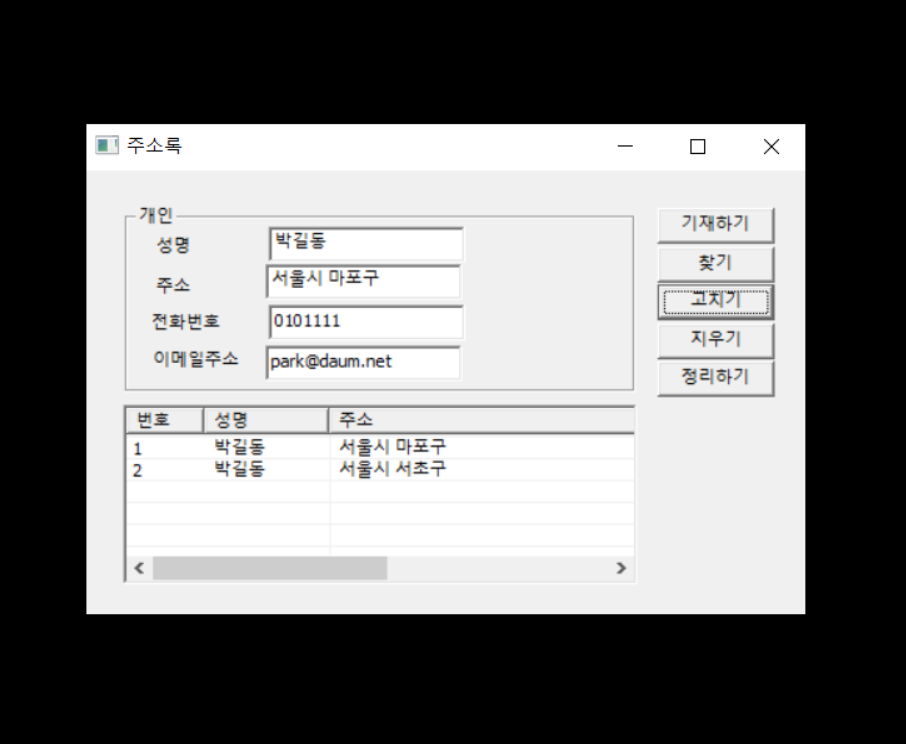 주소록
개인
성명 박길동
주소 서울시 마포구
전화번호 0101111
이메일주소 park@daum.net
기재하기
찾기
고치기
지우기
정리하기
번호 성명 주소
1 박길동 서울시 마포구
2 박길동 서울시 서초구